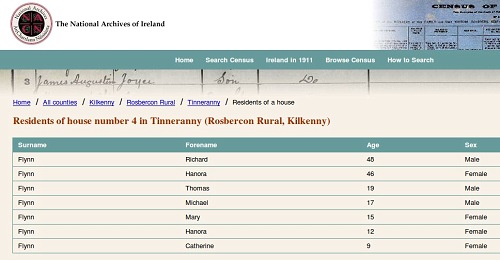 The National Archives of Ireland
CENSUS OF
Home Search Census Ireland in 1911 Browse Census How to Search
3 James Augustus Joyce Son Do
Home / All counties / Kilkenny / Rosbercon Rural / Tinneranny / Residents of a house
Residents of house number 4 in Tinneranny (Rosbercon Rural, Kilkenny)
Surname Forename Age Sex
Flynn Richard 48 Male
Flynn Hanora 46 Female
Flynn Thomas 19 Male
Flynn Michael 17 Male
Flynn Mary 15 Female
Flynn Hanora 12 Female
Flynn Catherine 9 Female